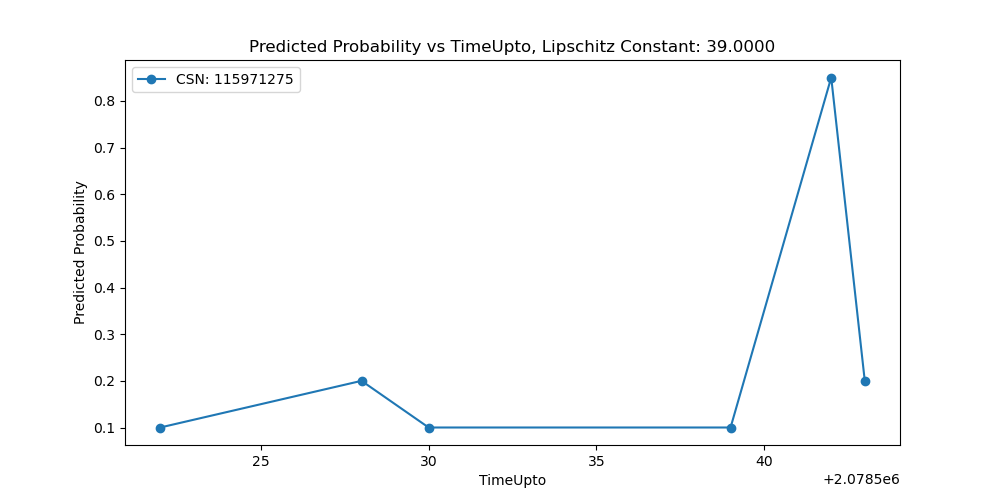 Predicted Probability vs TimeUpto, Lipschitz Constant: 39.0000
CSN: 115971275
Predicted Probability
0.8
0.7
0.6
0.5
0.4
0.3
0.2
0.1
25
30
35
40
TimeUpto
+2.0785e6